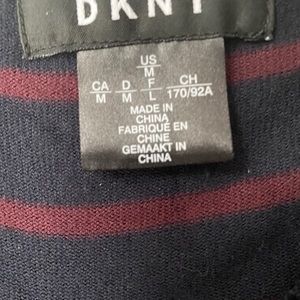 DKNY
US
M
CA D F CH
M M L 170/92A
MADE IN
CHINA
FABRIQUÉ EN
CHINE
GEMAAKT IN
CHINA